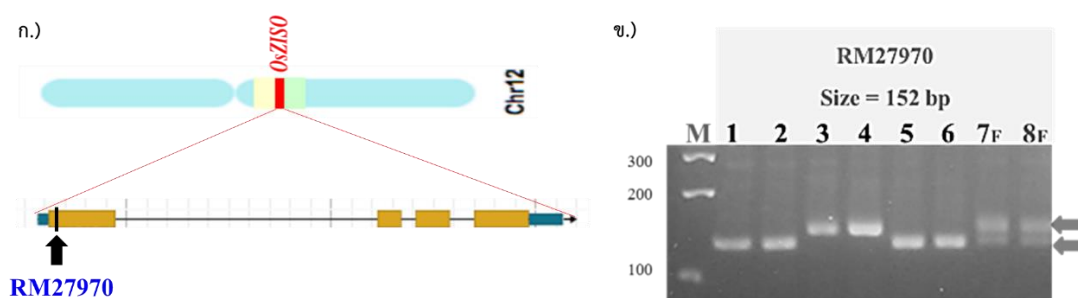 ก.)
OsZISO
Chr12
RM27970
ข.)
RM27970
Size = 152 bp
M 1 2 3 4 5 6 7F 8F
300
200
100